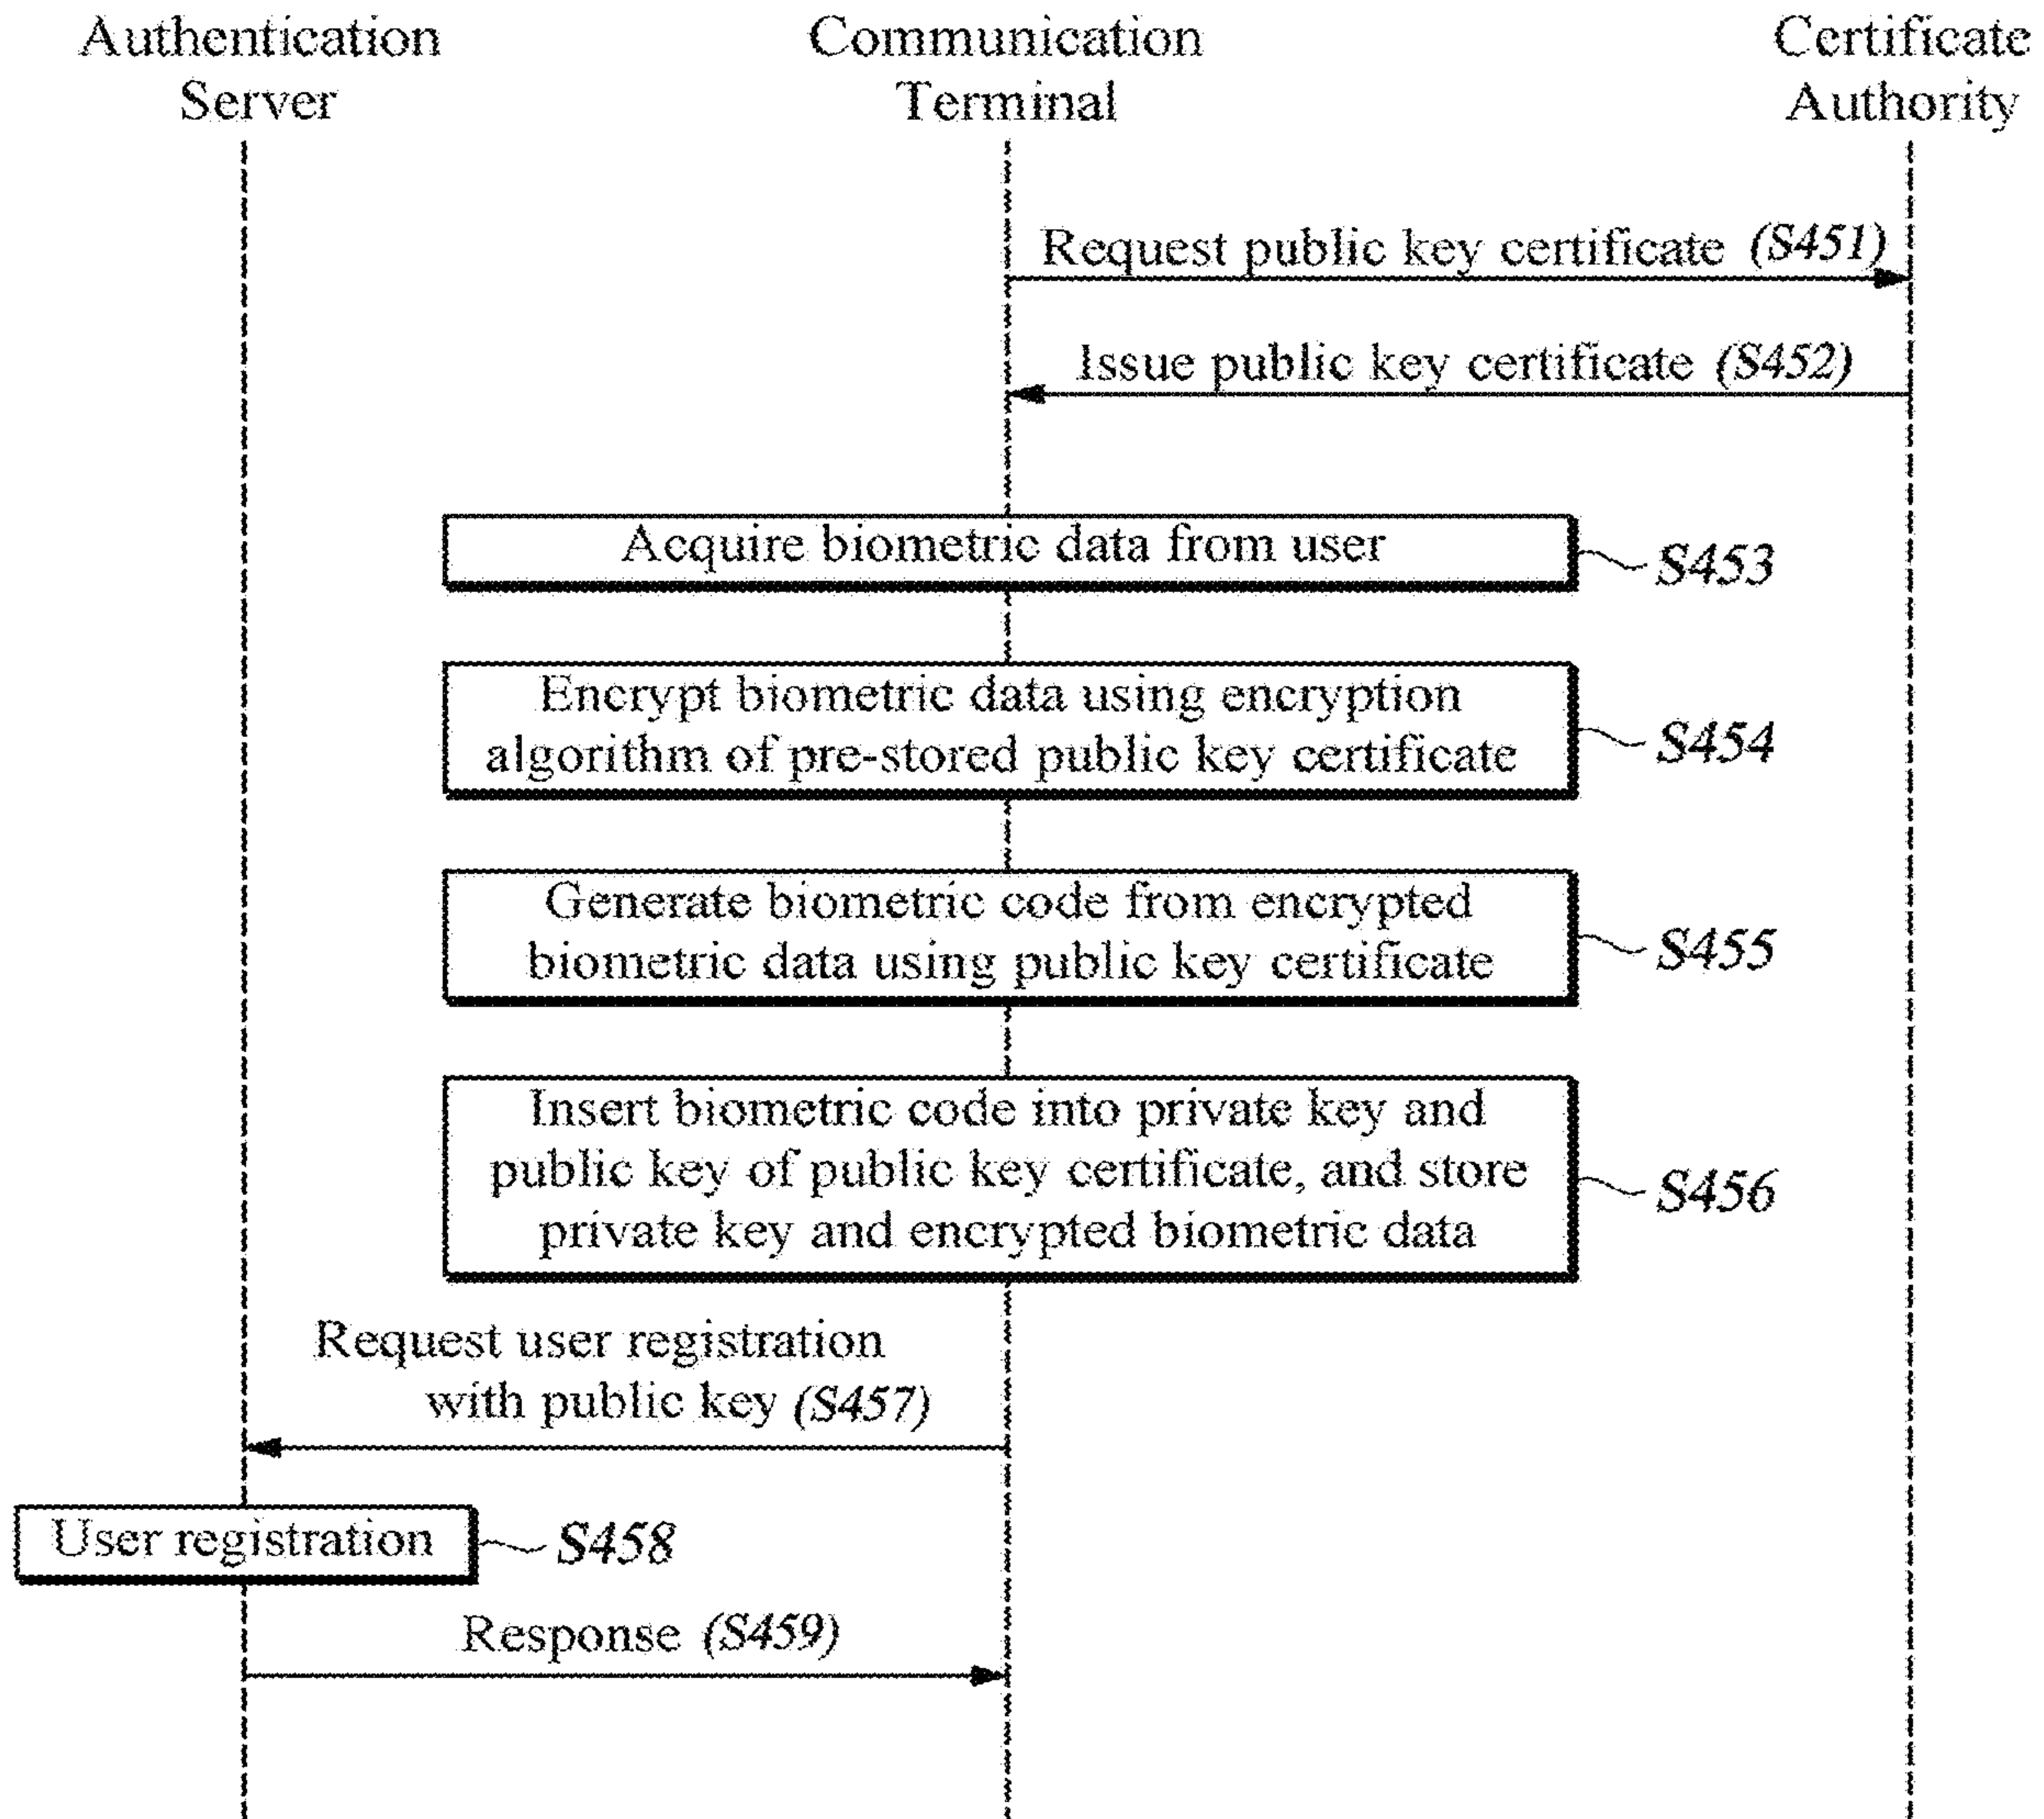 Authentication
Server
Communication
Terminal
Certificate
Authority
Request public key certificate (S451)
Issue public key certificate (S452)
Acquire biometric data from user
S453
Encrypt biometric data using encryption
algorithm of pre-stored public key certificate
S454
Generate biometric code from encrypted
biometric data using public key certificate
S455
Insert biometric code into private key and
public key of public key certificate, and store
private key and encrypted biometric data
S456
Request user registration
with public key (S457)
User registration
S458
Response (S459)